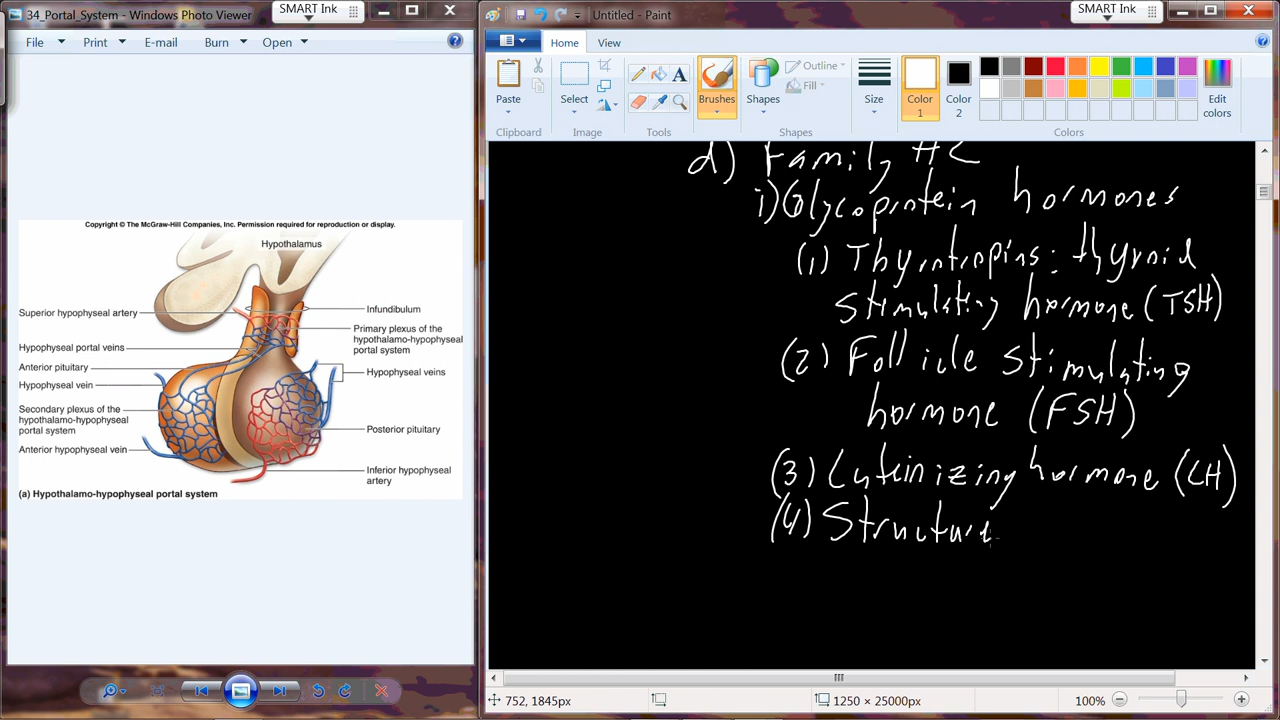 34_Portal_System - Windows Photo Viewer
SMART Ink
File Print E-mail Burn Open
Copyright © The McGraw-Hill Companies, Inc. Permission required for reproduction or display.
Hypothalamus
Superior hypophyseal artery
Hypophyseal portal veins
Anterior pituitary
Hypophyseal vein
Secondary plexus of the
hypothalamo-hypophyseal
portal system
Anterior hypophyseal vein
Infundibulum
Primary plexus of the
hypothalamo-hypophyseal
portal system
Hypophyseal veins
Posterior pituitary
Inferior hypophyseal
artery
(a) Hypothalamo-hypophyseal portal system
Untitled - Paint
SMART Ink
Home View
Paste
Select
Brushes
Shapes
Outline
Fill
Size
Color
1
Color
2
Edit
colors
Clipboard Image Tools Shapes Colors
d) Family HC
i) Glycoprotein hormones
(1) Thyrotropins: thyroid
stimulating hormone (TSH)
(2) Follicle stimulating
hormone (FSH)
(3) Luteinizing hormone (LH)
(4) Structure
752, 1845px
1250 × 25000px
100%